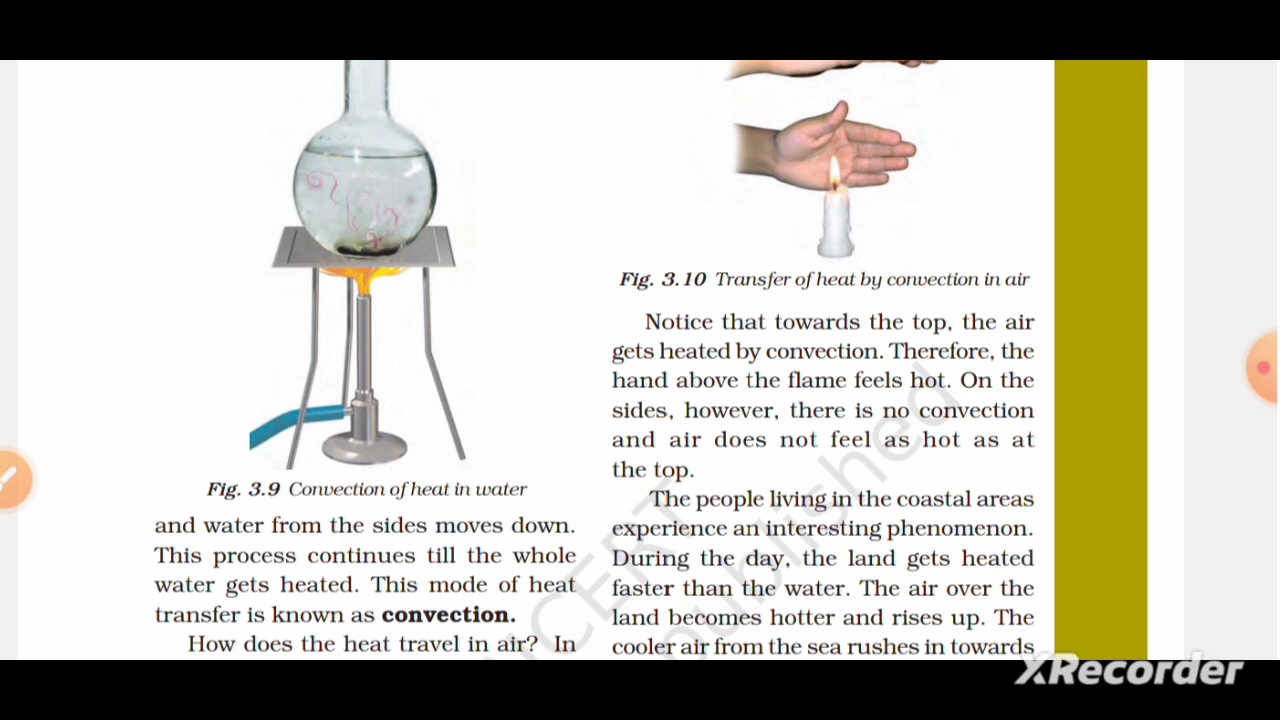 Fig. 3.9 Convection of heat in water
and water from the sides moves down.
This process continues till the whole
water gets heated. This mode of heat
transfer is known as convection.
How does the heat travel in air? In
Fig. 3.10 Transfer of heat by convection in air
Notice that towards the top, the air
gets heated by convection. Therefore, the
hand above the flame feels hot. On the
sides, however, there is no convection
and air does not feel as hot as at
the top.
The people living in the coastal areas
experience an interesting phenomenon.
During the day, the land gets heated
faster than the water. The air over the
land becomes hotter and rises up. The
cooler air from the sea rushes in towards
NCERT
published
XRecorder